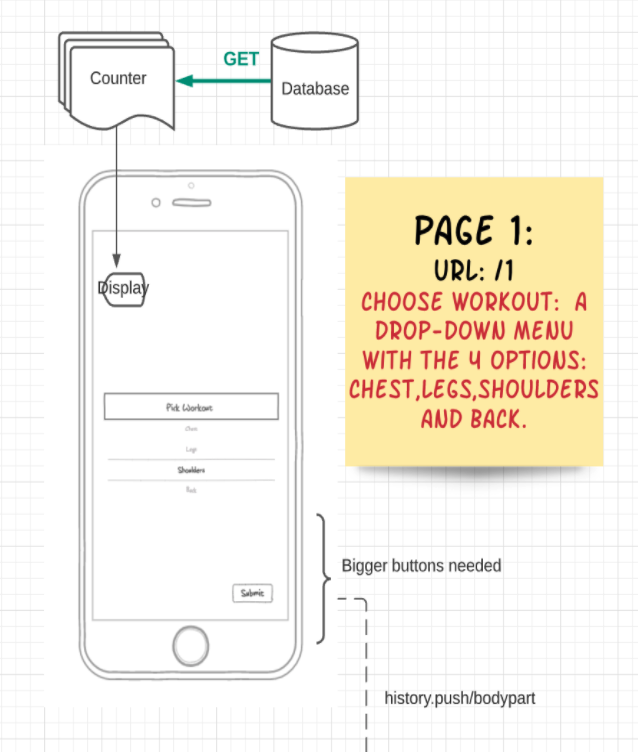 GET
Counter
Database
Display
PAGE 1:
URL: /1
CHOOSE WORKOUT: A
DROP-DOWN MENU
WITH THE 4 OPTIONS:
CHEST,LEGS,SHOULDERS
AND BACK.
Pick Workout
Chest
Legs
Shoulders
Back
Submit
Bigger buttons needed
history.push/bodypart